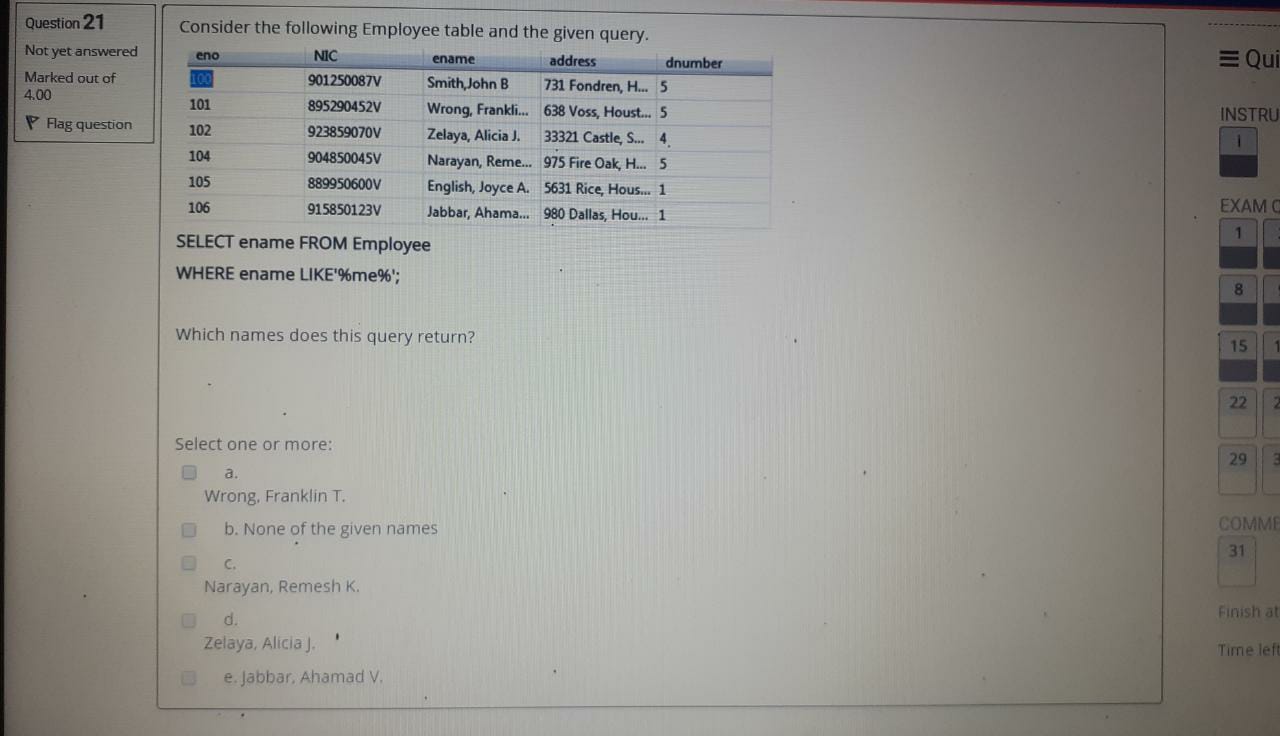 Question 21
Not yet answered
Marked out of
4.00
Flag question
Consider the following Employee table and the given query.
eno NIC ename address dnumber
100 901250087V Smith,John B 731 Fondren, H... 5
101 895290452V Wrong, Frankli... 638 Voss, Houst... 5
102 923859070V Zelaya, Alicia J. 33321 Castle, S... 4
104 904850045V Narayan, Reme... 975 Fire Oak, H... 5
105 889950600V English, Joyce A. 5631 Rice, Hous... 1
106 915850123V Jabbar, Ahama... 980 Dallas, Hou... 1
SELECT ename FROM Employee
WHERE ename LIKE'%me%';
Which names does this query return?
Select one or more:
a.
Wrong, Franklin T.
b. None of the given names
c.
Narayan, Remesh K.
d.
Zelaya, Alicia J.
e. Jabbar, Ahamad V.
Qui
INSTRU
i
EXAM
1
8
15 1
22 2
29 3
COMME
31
Finish at
Time left